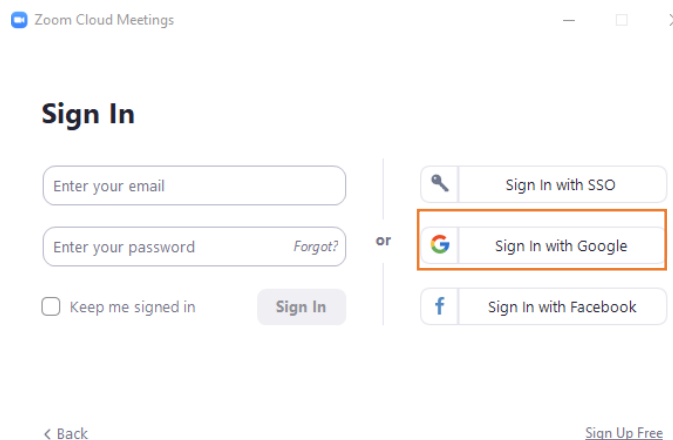 Zoom Cloud Meetings
Sign In
Enter your email
Enter your password Forgot?
Keep me signed in Sign In
or
Sign In with SSO
Sign In with Google
Sign In with Facebook
< Back
Sign Up Free